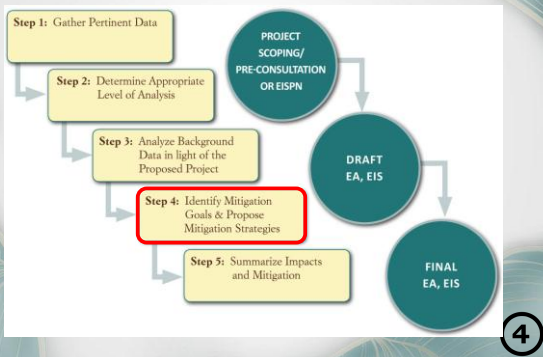 Step 1: Gather Pertinent Data
Step 2: Determine Appropriate
Level of Analysis
Step 3: Analyze Background
Data in light of the
Proposed Project
Step 4: Identify Mitigation
Goals & Propose
Mitigation Strategies
Step 5: Summarize Impacts
and Mitigation
PROJECT
SCOPING/
PRE-CONSULTATION
OR EISPN
DRAFT
EA, EIS
FINAL
EA, EIS
4